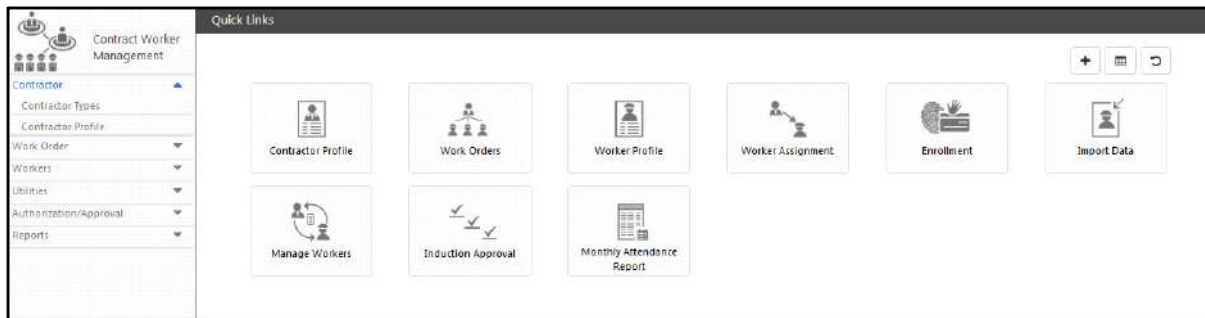 Contract Worker
Management
Contractor
Contractor Types
Contractor Profile
Work Order
Workers
Utilities
Authorization/Approval
Reports
Quick Links
Contractor Profile
Work Orders
Worker Profile
Worker Assignment
Enrollment
Import Data
Manage Workers
Induction Approval
Monthly Attendance
Report